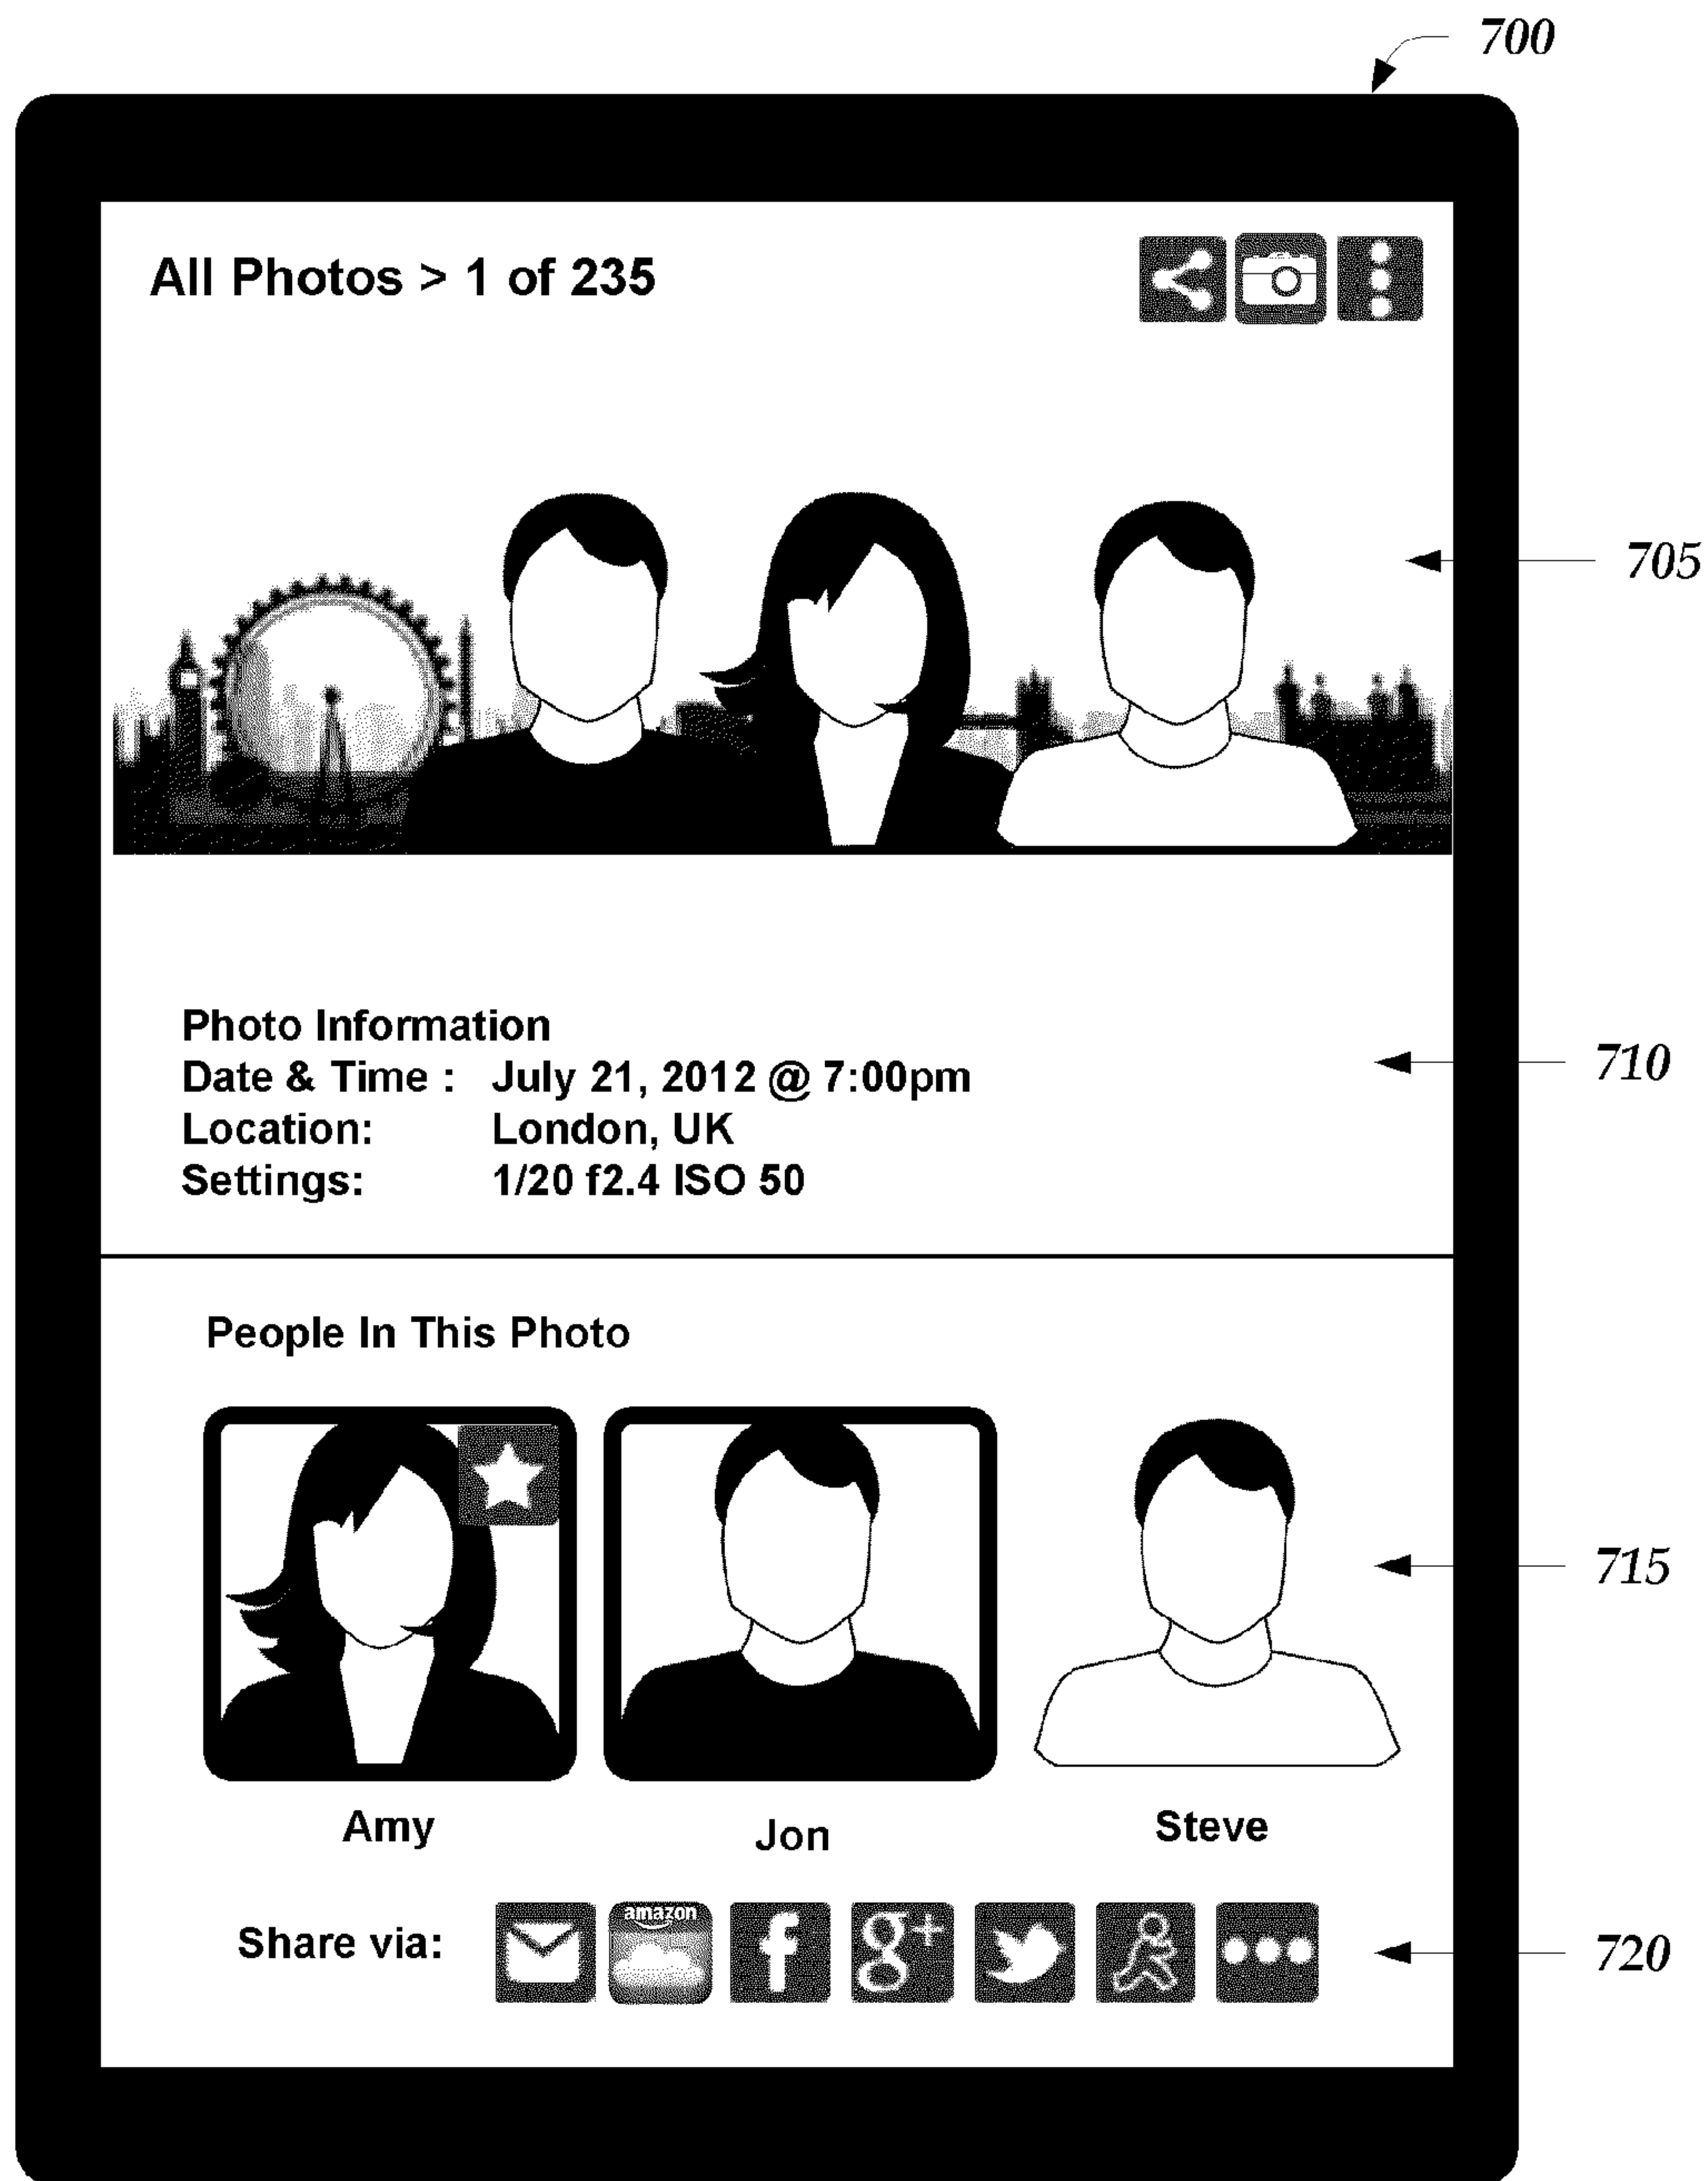 700
All Photos > 1 of 235
705
Photo Information
710
Date & Time : July 21, 2012 @ 7:00pm
Location: London, UK
Settings: 1/20 f2.4 ISO 50
People In This Photo
715
Amy Jon Steve
amazon
Share via: f g+
720